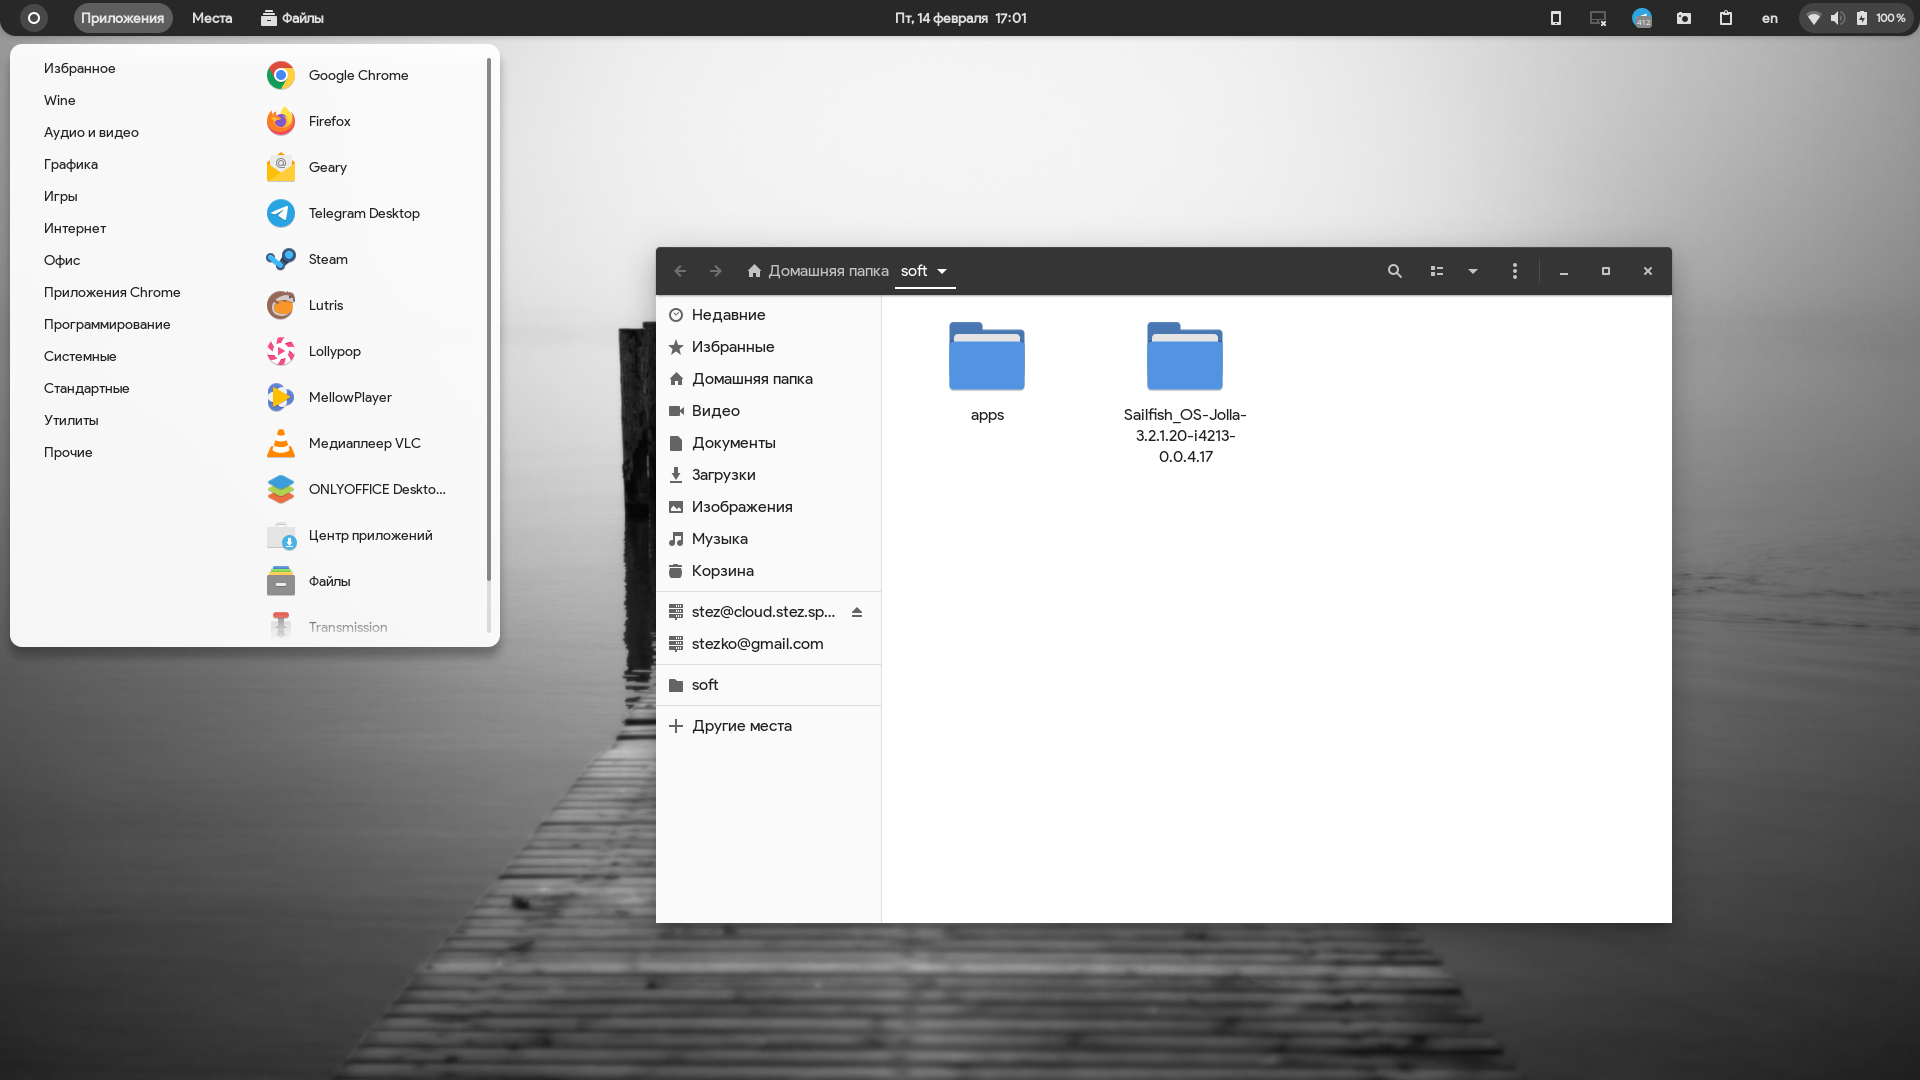 Приложения
Места
Файлы
Пт, 14 февраля 17:01
412
en
100 %
Избранное
Wine
Аудио и видео
Графика
Игры
Интернет
Офис
Приложения Chrome
Программирование
Системные
Стандартные
Утилиты
Прочие
Google Chrome
Firefox
Geary
Telegram Desktop
Steam
Lutris
Lollypop
MellowPlayer
Медиаплеер VLC
ONLYOFFICE Deskto...
Центр приложений
Файлы
Transmission
Домашняя папка
soft
Недавние
Избранные
Домашняя папка
Видео
Документы
Загрузки
Изображения
Музыка
Корзина
stez@cloud.stez.sp...
stezko@gmail.com
soft
Другие места
apps
Sailfish_OS-Jolla-
3.2.1.20-i4213-
0.0.4.17